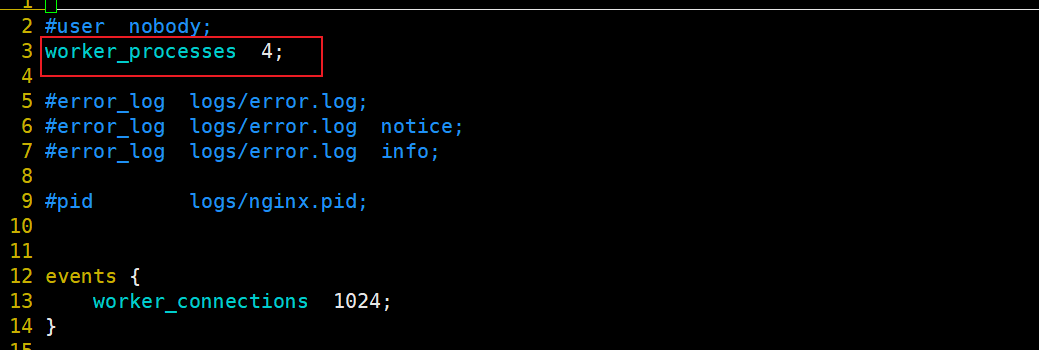 1
2 #user  nobody;
3 worker_processes  4;
4
5 #error_log  logs/error.log;
6 #error_log  logs/error.log  notice;
7 #error_log  logs/error.log  info;
8
9 #pid        logs/nginx.pid;
10
11
12 events {
13     worker_connections  1024;
14 }
15